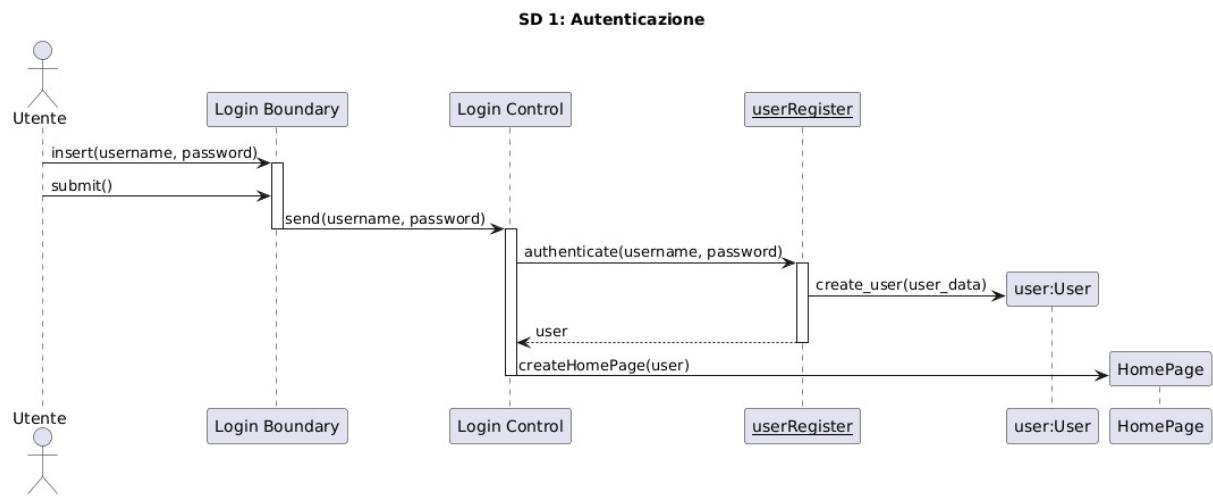 SD 1: Autenticazione
Utente
Login Boundary
Login Control
userRegister
insert(username, password)
submit()
send(username, password)
authenticate(username, password)
create_user(user_data)
user:User
user
createHomePage(user)
HomePage
Utente
Login Boundary
Login Control
userRegister
user:User
HomePage